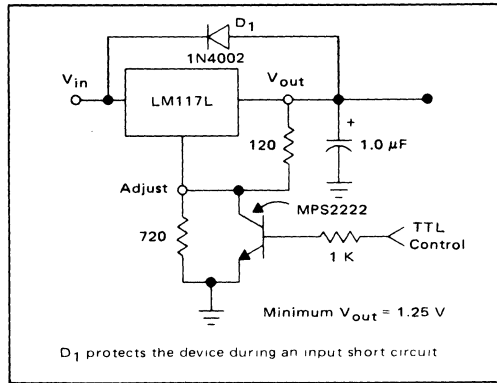 D1
1N4002
Vin
Vout
LM117L
+
120
1.0 μF
Adjust
MPS2222
720
TTL
Control
1 K
Minimum Vout = 1.25 V
D1 protects the device during an input short circuit